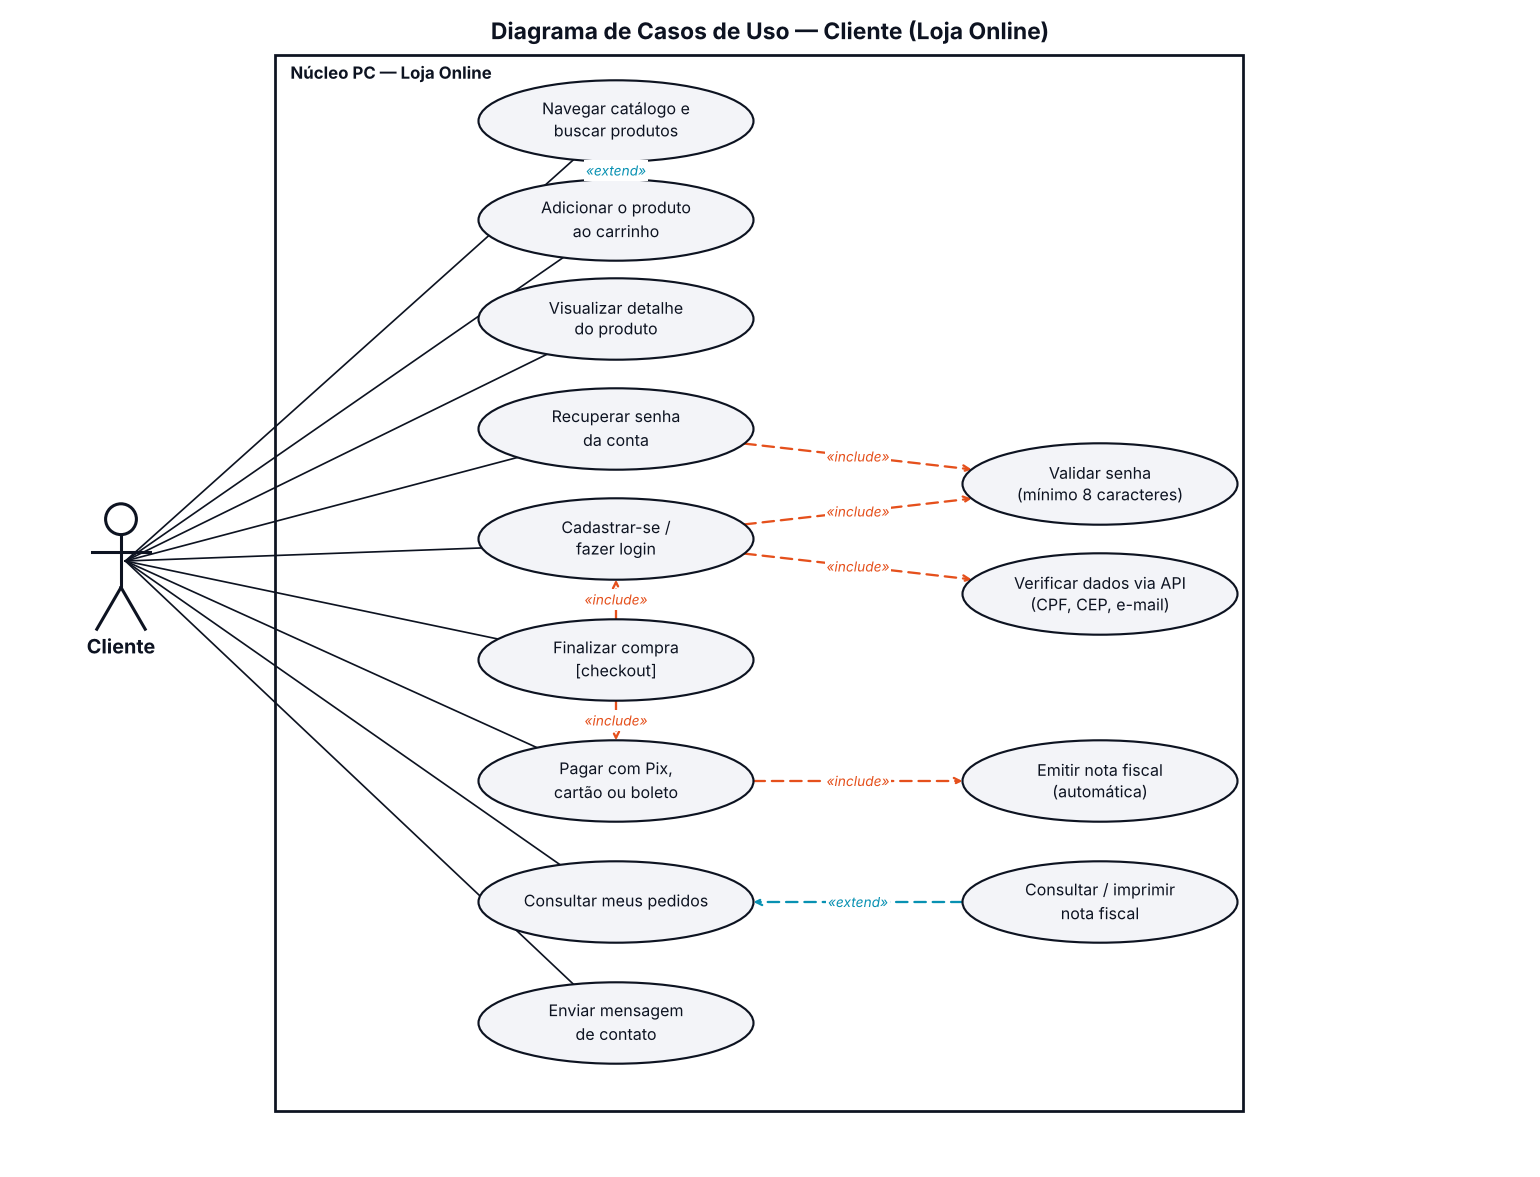 Diagrama de Casos de Uso — Cliente (Loja Online)
Núcleo PC — Loja Online
Navegar catálogo e
buscar produtos
«extend»
Adicionar o produto
ao carrinho
Visualizar detalhe
do produto
Recuperar senha
da conta
«include»
Validar senha
(mínimo 8 caracteres)
«include»
Cadastrar-se /
fazer login
«include»
Verificar dados via API
(CPF, CEP, e-mail)
«include»
Cliente
Finalizar compra
[checkout]
«include»
Pagar com Pix,
cartão ou boleto
«include»
Emitir nota fiscal
(automática)
Consultar meus pedidos
«extend»
Consultar / imprimir
nota fiscal
Enviar mensagem
de contato